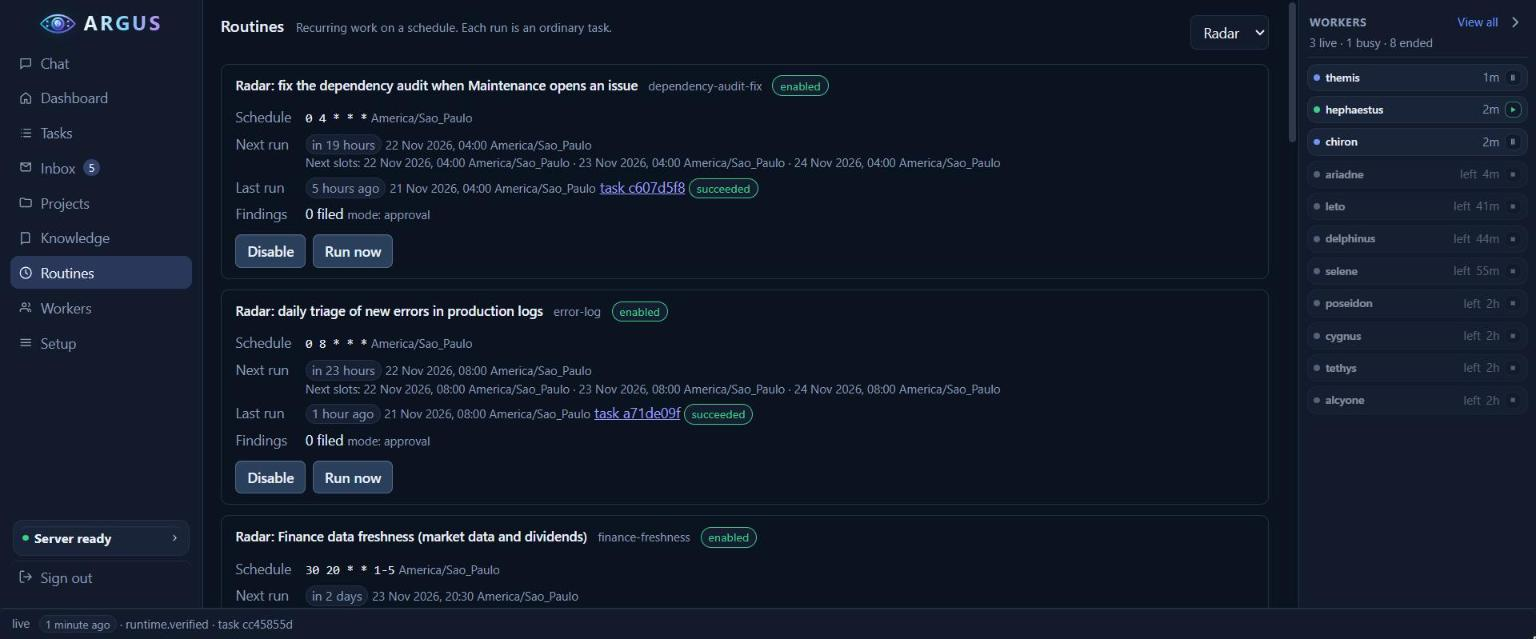 ARGUS
Chat
Dashboard
Tasks
Inbox 5
Projects
Knowledge
Routines
Workers
Setup
Server ready
Sign out
Routines Recurring work on a schedule. Each run is an ordinary task.
Radar
Radar: fix the dependency audit when Maintenance opens an issue dependency-audit-fix enabled
Schedule 0 4 * * * America/Sao_Paulo
Next run in 19 hours 22 Nov 2026, 04:00 America/Sao_Paulo
Next slots: 22 Nov 2026, 04:00 America/Sao_Paulo · 23 Nov 2026, 04:00 America/Sao_Paulo · 24 Nov 2026, 04:00 America/Sao_Paulo
Last run 5 hours ago 21 Nov 2026, 04:00 America/Sao_Paulo task c607d5f8 succeeded
Findings 0 filed mode: approval
Disable Run now
Radar: daily triage of new errors in production logs error-log enabled
Schedule 0 8 * * * America/Sao_Paulo
Next run in 23 hours 22 Nov 2026, 08:00 America/Sao_Paulo
Next slots: 22 Nov 2026, 08:00 America/Sao_Paulo · 23 Nov 2026, 08:00 America/Sao_Paulo · 24 Nov 2026, 08:00 America/Sao_Paulo
Last run 1 hour ago 21 Nov 2026, 08:00 America/Sao_Paulo task a71de09f succeeded
Findings 0 filed mode: approval
Disable Run now
Radar: Finance data freshness (market data and dividends) finance-freshness enabled
Schedule 30 20 * * 1-5 America/Sao_Paulo
Next run in 2 days 23 Nov 2026, 20:30 America/Sao_Paulo
WORKERS View all
3 live · 1 busy · 8 ended
themis 1m
hephaestus 2m
chiron 2m
ariadne left 4m
leto left 41m
delphinus left 44m
selene left 55m
poseidon left 2h
cygnus left 2h
tethys left 2h
alcyone left 2h
live 1 minute ago · runtime.verified · task cc45855d